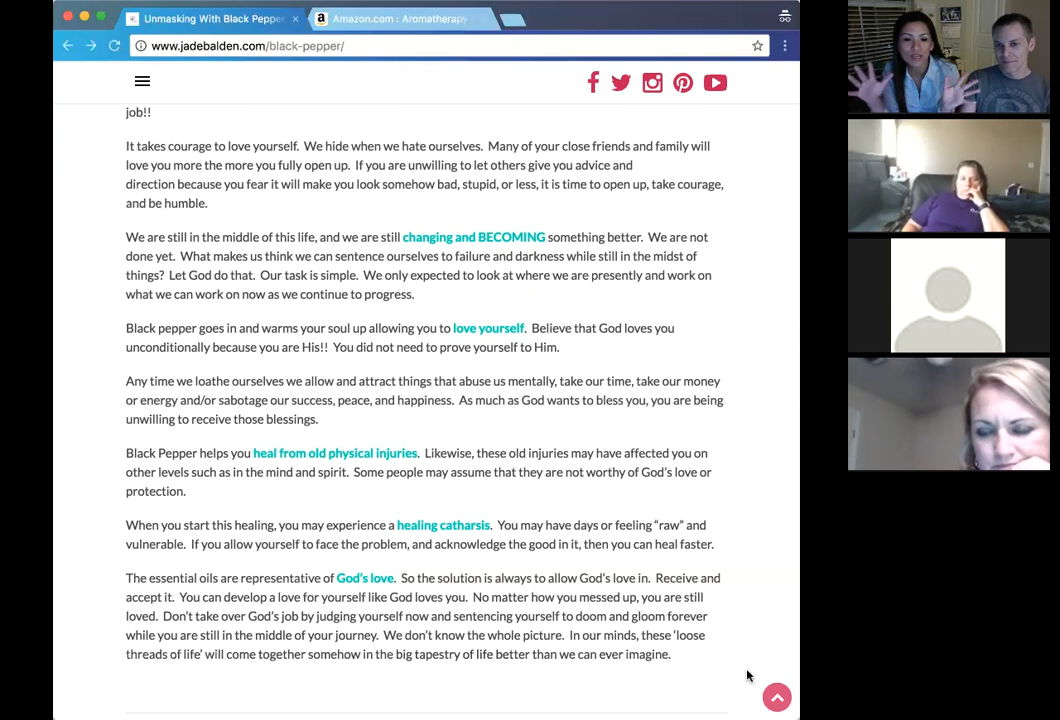 Unmasking With Black Pepper
Amazon.com : Aromatherapy
www.jadebalden.com/black-pepper/
job!!
It takes courage to love yourself. We hide when we hate ourselves. Many of your close friends and family will
love you more the more you fully open up. If you are unwilling to let others give you advice and
direction because you fear it will make you look somehow bad, stupid, or less, it is time to open up, take courage,
and be humble.
We are still in the middle of this life, and we are still changing and BECOMING something better. We are not
done yet. What makes us think we can sentence ourselves to failure and darkness while still in the midst of
things? Let God do that. Our task is simple. We only expected to look at where we are presently and work on
what we can work on now as we continue to progress.
Black pepper goes in and warms your soul up allowing you to love yourself. Believe that God loves you
unconditionally because you are His!! You did not need to prove yourself to Him.
Any time we loathe ourselves we allow and attract things that abuse us mentally, take our time, take our money
or energy and/or sabotage our success, peace, and happiness. As much as God wants to bless you, you are being
unwilling to receive those blessings.
Black Pepper helps you heal from old physical injuries. Likewise, these old injuries may have affected you on
other levels such as in the mind and spirit. Some people may assume that they are not worthy of God's love or
protection.
When you start this healing, you may experience a healing catharsis. You may have days or feeling “raw” and
vulnerable. If you allow yourself to face the problem, and acknowledge the good in it, then you can heal faster.
The essential oils are representative of God's love. So the solution is always to allow God's love in. Receive and
accept it. You can develop a love for yourself like God loves you. No matter how you messed up, you are still
loved. Don't take over God's job by judging yourself now and sentencing yourself to doom and gloom forever
while you are still in the middle of your journey. We don't know the whole picture. In our minds, these ‘loose
threads of life’ will come together somehow in the big tapestry of life better than we can ever imagine.